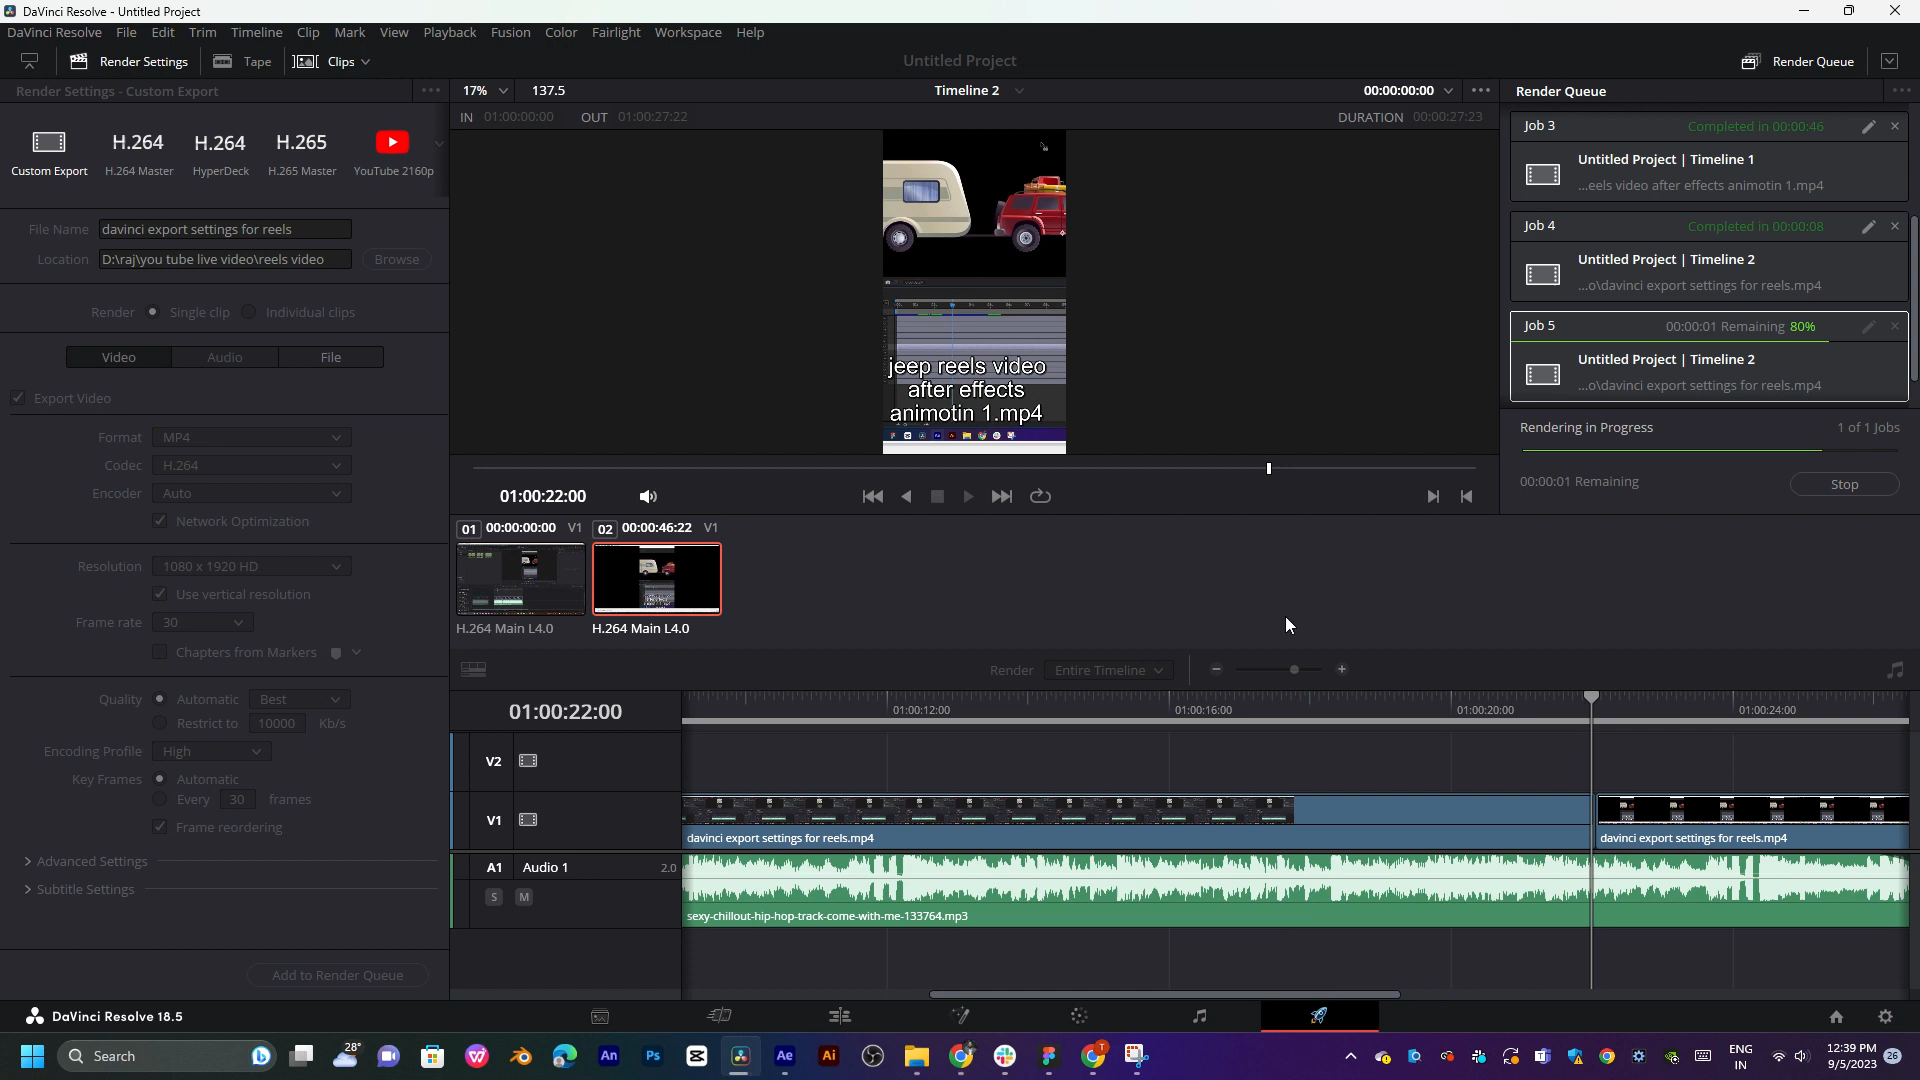 DaVinci Resolve - Untitled Project
DaVinci Resolve File Edit Trim Timeline Clip Mark View Playback Fusion Color Fairlight Workspace Help
Render Settings Tape Clips Untitled Project Render Queue
Render Settings - Custom Export
17% 137.5 Timeline 2 00:00:00:00
Render Queue
IN 01:00:00:00 OUT 01:00:27:22 DURATION 00:00:27:23
H.264 H.264 H.265
Custom Export H.264 Master HyperDeck H.265 Master YouTube 2160p
File Name davinci export settings for reels
Location D:\raj\you tube live video\reels video Browse
Render Single clip Individual clips
Video Audio File
Export Video
Format MP4
Codec H.264
Encoder Auto
Network Optimization
Resolution 1080 x 1920 HD
Use vertical resolution
Frame rate 30
Chapters from Markers
Quality Automatic Best
Restrict to 10000 Kb/s
Encoding Profile High
Key Frames Automatic
Every 30 frames
Frame reordering
Advanced Settings
Subtitle Settings
Add to Render Queue
jeep reels video
after effects
animotin 1.mp4
01:00:22:00
Job 3 Completed in 00:00:46
Untitled Project | Timeline 1
...eels video after effects animotin 1.mp4
Job 4 Completed in 00:00:08
Untitled Project | Timeline 2
...o\davinci export settings for reels.mp4
Job 5 00:00:01 Remaining 80%
Untitled Project | Timeline 2
...o\davinci export settings for reels.mp4
Rendering in Progress 1 of 1 Jobs
00:00:01 Remaining Stop
01 00:00:00:00 V1 02 00:00:46:22 V1
H.264 Main L4.0 H.264 Main L4.0
Render Entire Timeline
01:00:22:00 01:00:12:00 01:00:16:00 01:00:20:00 01:00:24:00
V2
V1
davinci export settings for reels.mp4 davinci export settings for reels.mp4
A1 Audio 1 2.0
S M
sexy-chillout-hip-hop-track-come-with-me-133764.mp3
DaVinci Resolve 18.5
Search 28° An Ps Ae Ai
ENG
IN
12:39 PM
9/5/2023
26